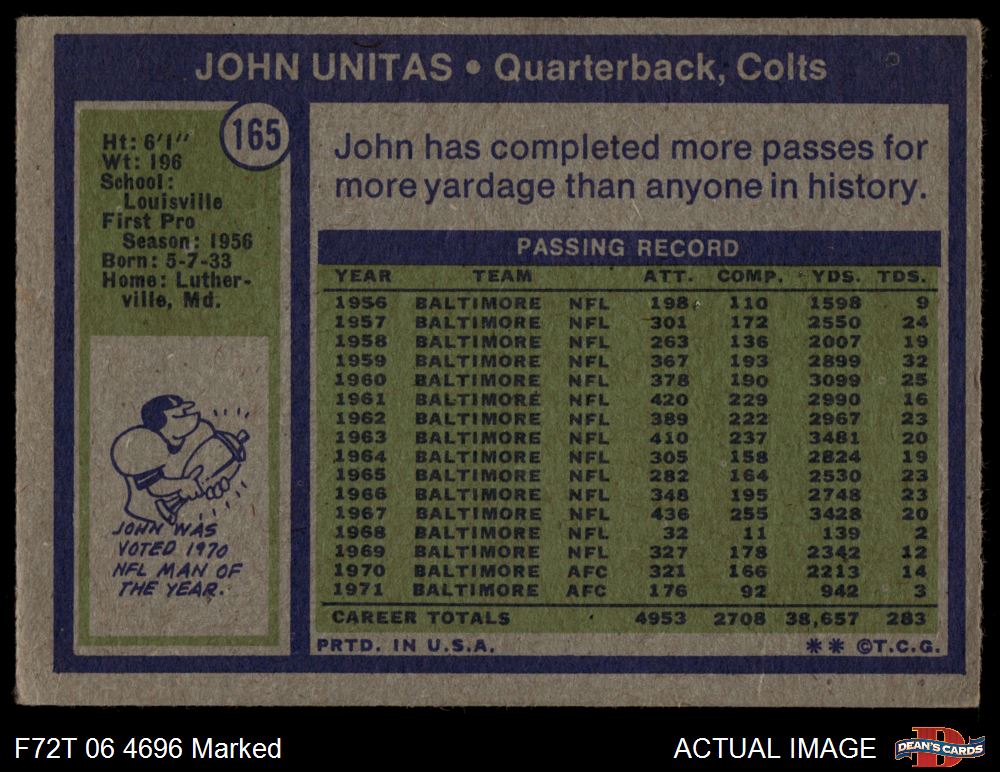 JOHN UNITAS • Quarterback, Colts
165
Ht: 6'1"
Wt: 196
School:
Louisville
First Pro
Season: 1956
Born: 5-7-33
Home: Luther-
ville, Md.
JOHN WAS
VOTED 1970
NFL MAN OF
THE YEAR.
John has completed more passes for
more yardage than anyone in history.
PASSING RECORD
YEAR TEAM ATT. COMP. YDS. TDS.
1956 BALTIMORE NFL 198 110 1598 9
1957 BALTIMORE NFL 301 172 2550 24
1958 BALTIMORE NFL 263 136 2007 19
1959 BALTIMORE NFL 367 193 2899 32
1960 BALTIMORE NFL 378 190 3099 25
1961 BALTIMORE NFL 420 229 2990 16
1962 BALTIMORE NFL 389 222 2967 23
1963 BALTIMORE NFL 410 237 3481 20
1964 BALTIMORE NFL 305 158 2824 19
1965 BALTIMORE NFL 282 164 2530 23
1966 BALTIMORE NFL 348 195 2748 23
1967 BALTIMORE NFL 436 255 3428 20
1968 BALTIMORE NFL 32 11 139 2
1969 BALTIMORE NFL 327 178 2342 12
1970 BALTIMORE AFC 321 166 2213 14
1971 BALTIMORE AFC 176 92 942 3
CAREER TOTALS 4953 2708 38,657 283
PRTD. IN U.S.A. ** ©T.C.G.
F72T 06 4696 Marked
ACTUAL IMAGE
D
DEAN'S CARDS